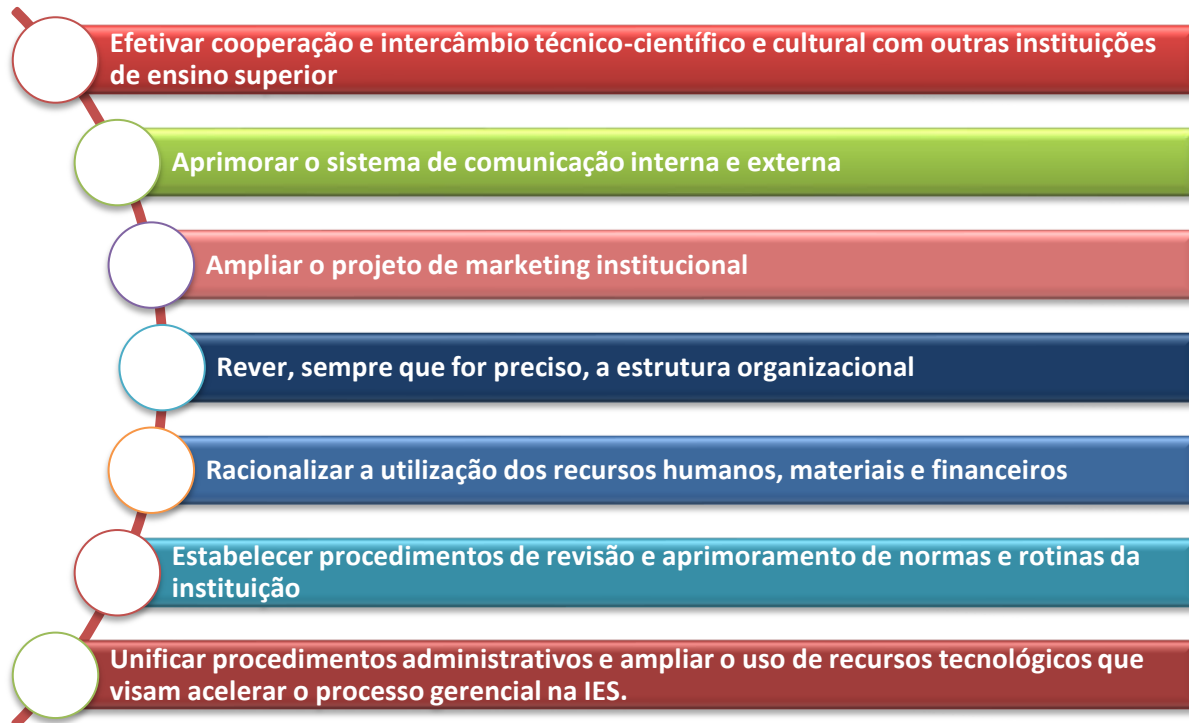 Efetivar cooperação e intercâmbio técnico-científico e cultural com outras instituições
de ensino superior
Aprimorar o sistema de comunicação interna e externa
Ampliar o projeto de marketing institucional
Rever, sempre que for preciso, a estrutura organizacional
Racionalizar a utilização dos recursos humanos, materiais e financeiros
Estabelecer procedimentos de revisão e aprimoramento de normas e rotinas da
instituição
Unificar procedimentos administrativos e ampliar o uso de recursos tecnológicos que
visam acelerar o processo gerencial na IES.